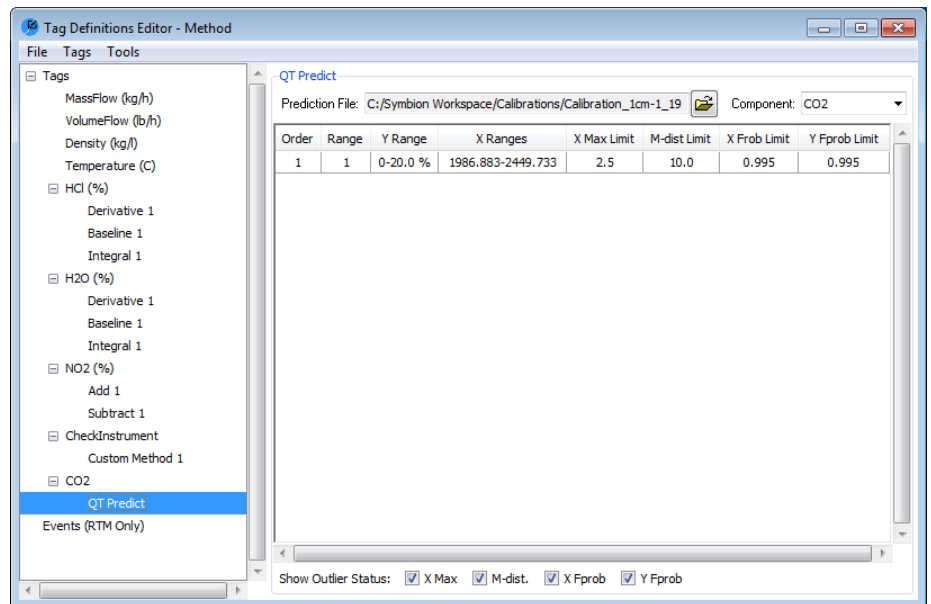 Tag Definitions Editor - Method
File Tags Tools
Tags
MassFlow (kg/h)
VolumeFlow (lb/h)
Density (kg/l)
Temperature (C)
HCl (%)
Derivative 1
Baseline 1
Integral 1
H2O (%)
Derivative 1
Baseline 1
Integral 1
NO2 (%)
Add 1
Subtract 1
CheckInstrument
Custom Method 1
CO2
QT Predict
Events (RTM Only)
QT Predict
Prediction File: C:/Symbion Workspace/Calibrations/Calibration_1cm-1_19 Component: CO2
Order Range Y Range X Ranges X Max Limit M-dist Limit X Frob Limit Y Fprob Limit
1 1 0-20.0 % 1986.883-2449.733 2.5 10.0 0.995 0.995
Show Outlier Status: X Max M-dist. X Fprob Y Fprob